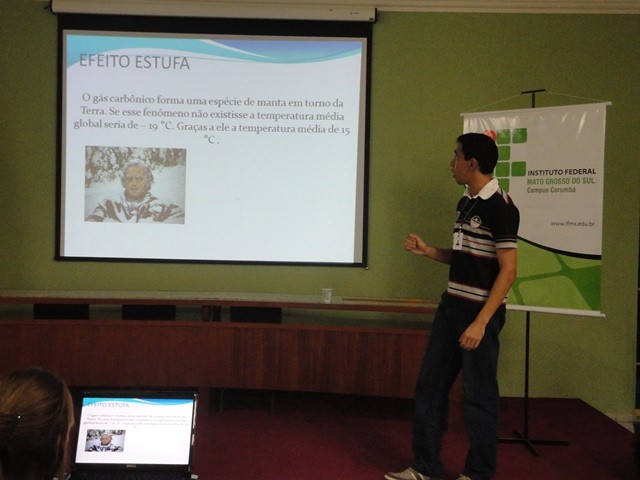 EFEITO ESTUFA
O gás carbônico forma uma espécie de manta em torno da
Terra. Se esse fenômeno não existisse a temperatura média
global seria de – 19 °C. Graças a ele a temperatura média de 15
°C .
INSTITUTO FEDERAL
MATO GROSSO DO SUL
Campus Corumbá
www.ifms.edu.br
EFEITO ESTUFA